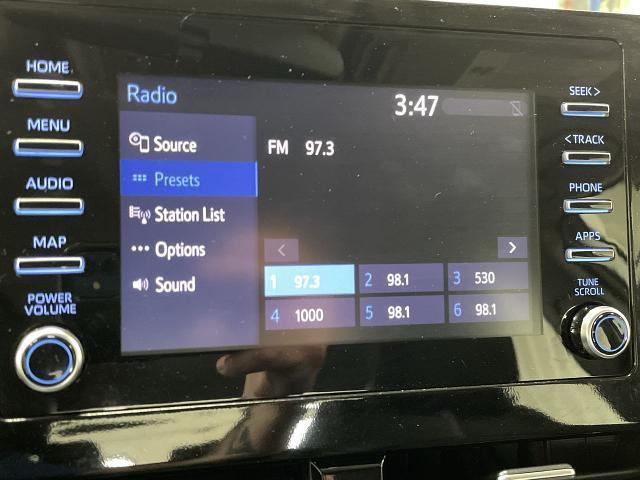 HOME
MENU
AUDIO
MAP
POWER
VOLUME
Radio
3:47
Source
Presets
Station List
Options
Sound
FM 97.3
< >
1 97.3 2 98.1 3 530
4 1000 5 98.1 6 98.1
SEEK >
< TRACK
PHONE
APPS
TUNE
SCROLL